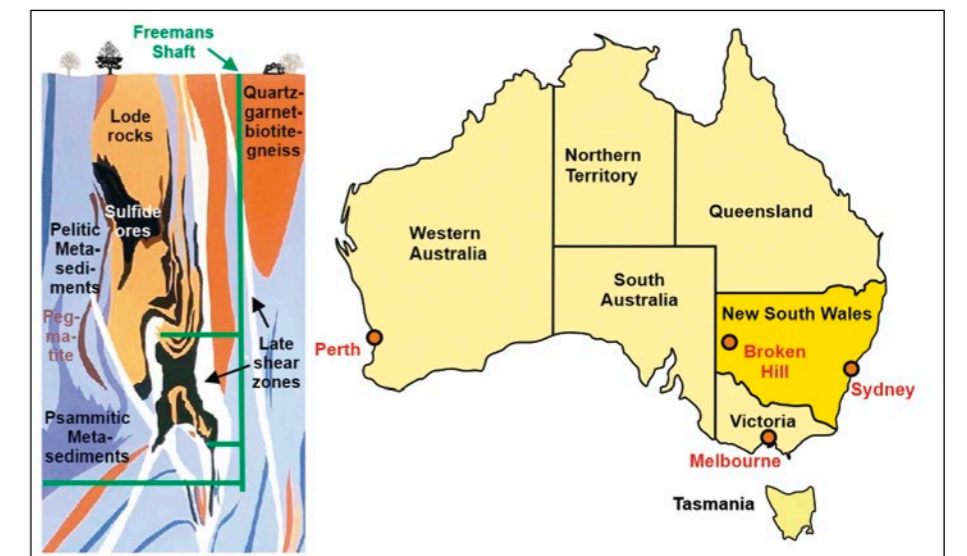 Freemans
Shaft
Quartz-
garnet-
biotite-
gneiss
Lode
rocks
Sulfide
ores
Pelitic
Meta-
sedi-
ments
Peg-
ma-
tite
Late
shear
zones
Psammitic
Meta-
sediments
Northern
Territory
Queensland
Western
Australia
South
Australia
New South Wales
Perth
Broken
Hill
Sydney
Victoria
Melbourne
Tasmania